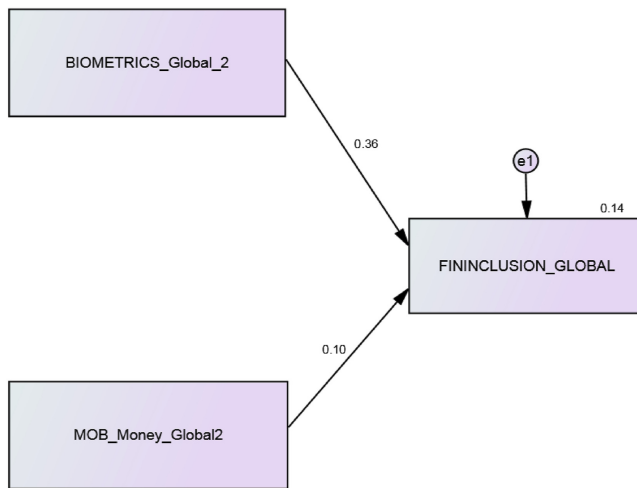 BIOMETRICS_Global_2
0.36
e1
0.14
FININCLUSION_GLOBAL
0.10
MOB_Money_Global2